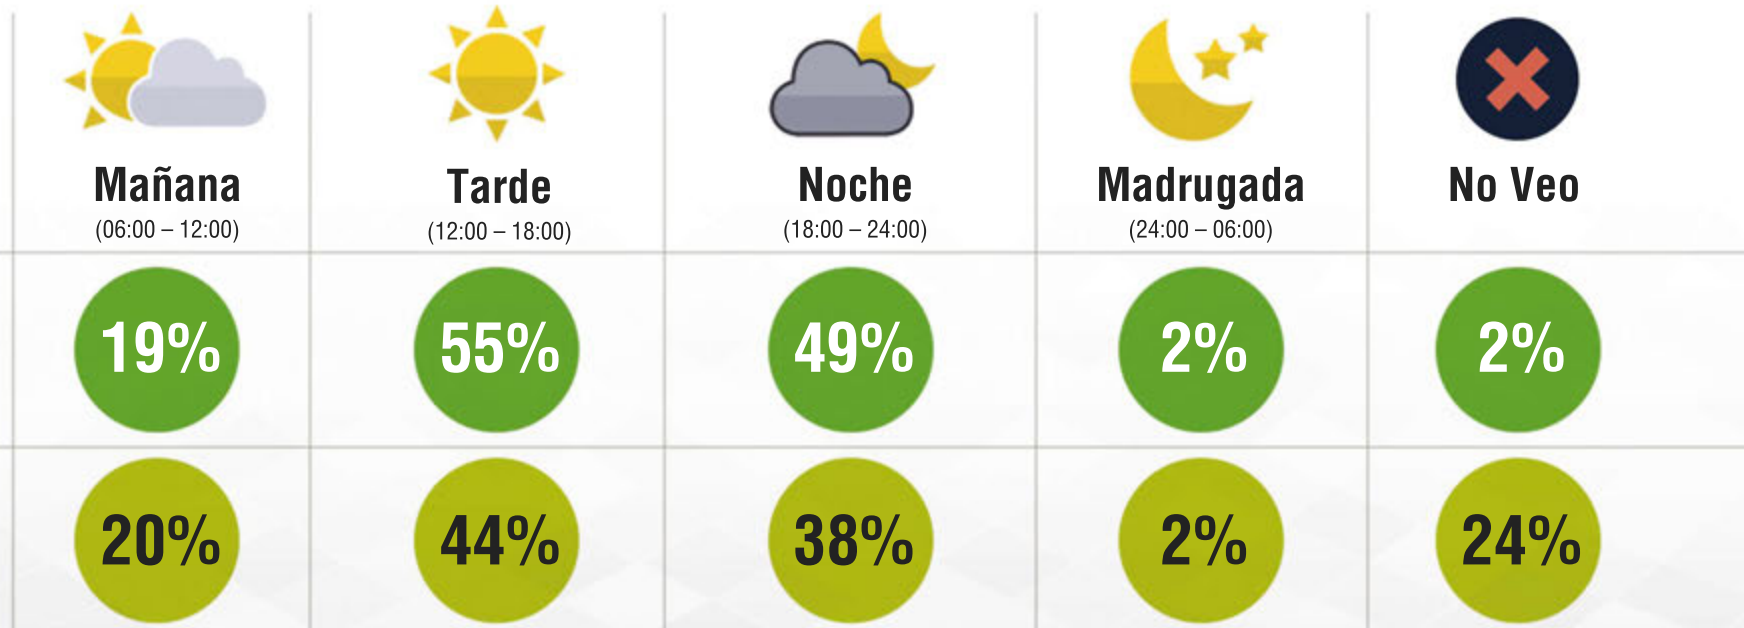 Mañana Tarde Noche Madrugada No Veo
(06:00 – 12:00) (12:00 – 18:00) (18:00 – 24:00) (24:00 – 06:00)
19% 55% 49% 2% 2%
20% 44% 38% 2% 24%